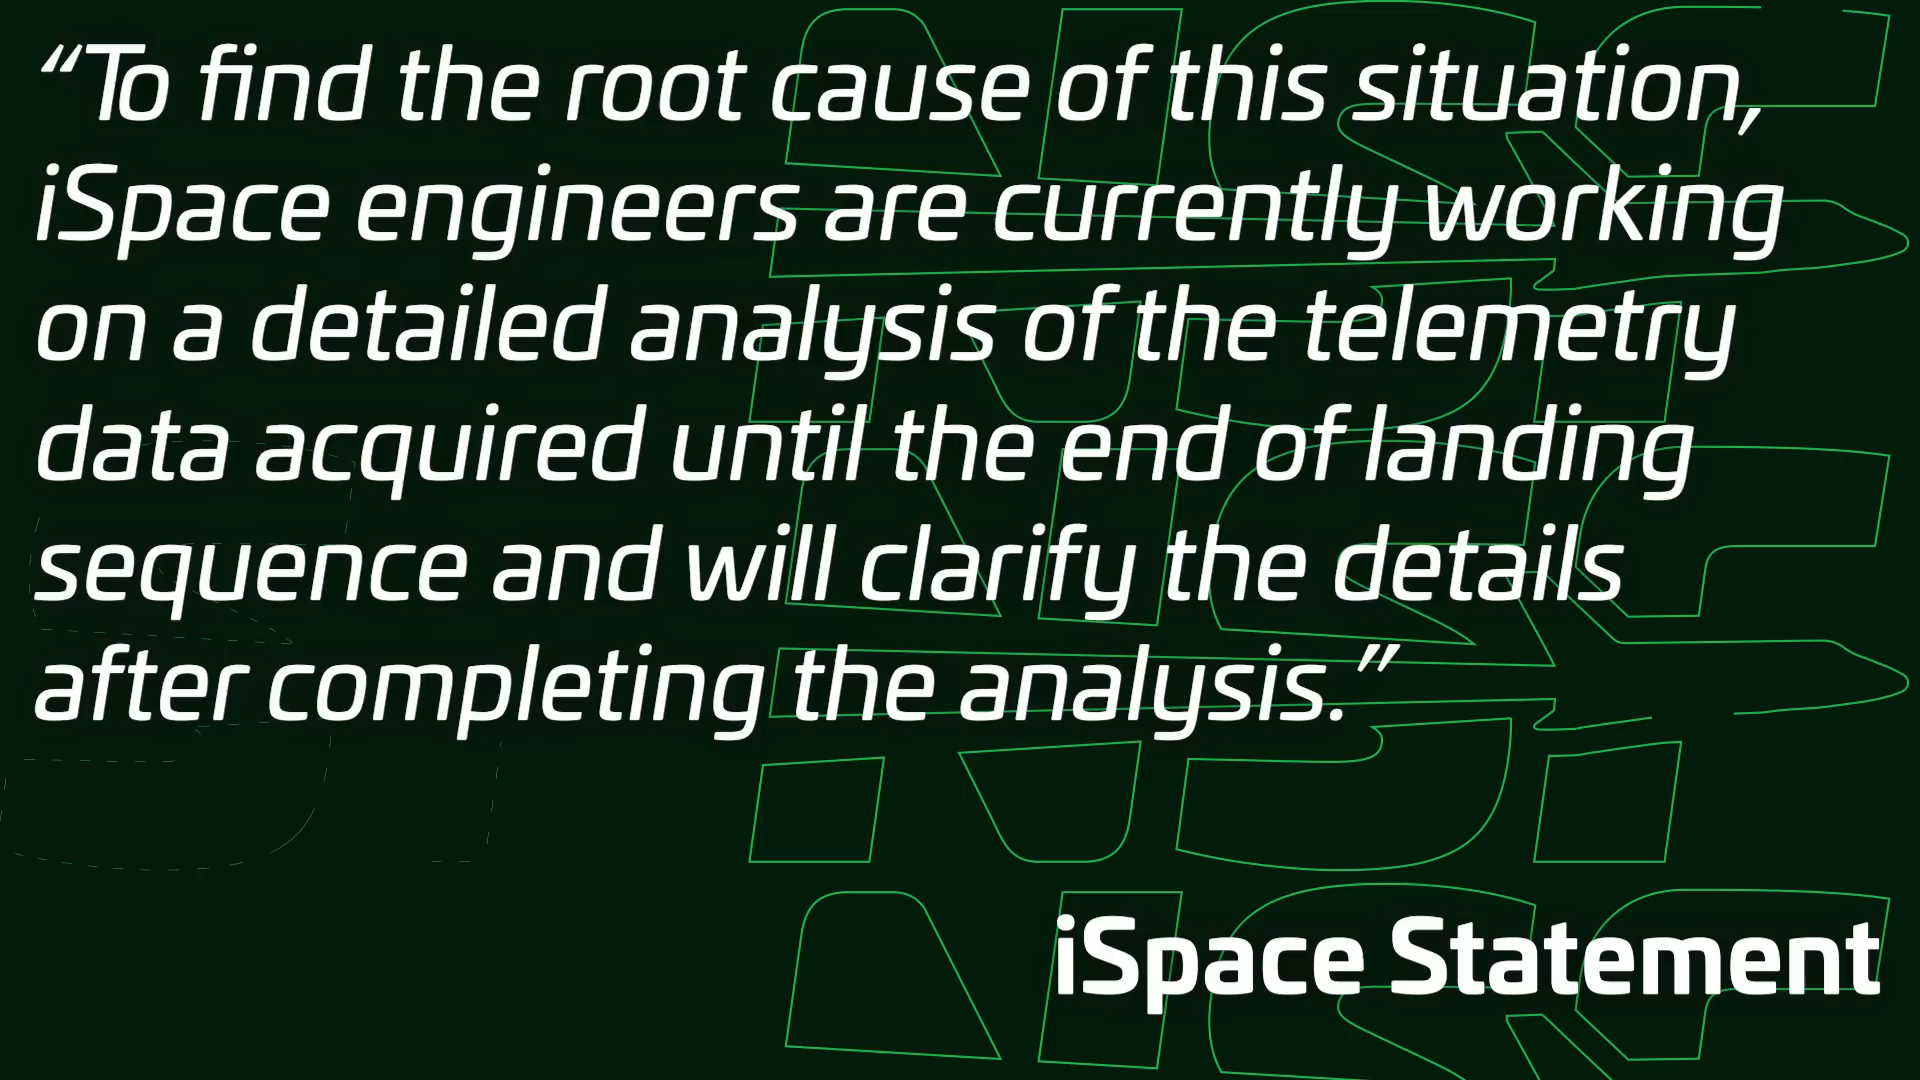 “To find the root cause of this situation,
iSpace engineers are currently working
on a detailed analysis of the telemetry
data acquired until the end of landing
sequence and will clarify the details
after completing the analysis.”
iSpace Statement